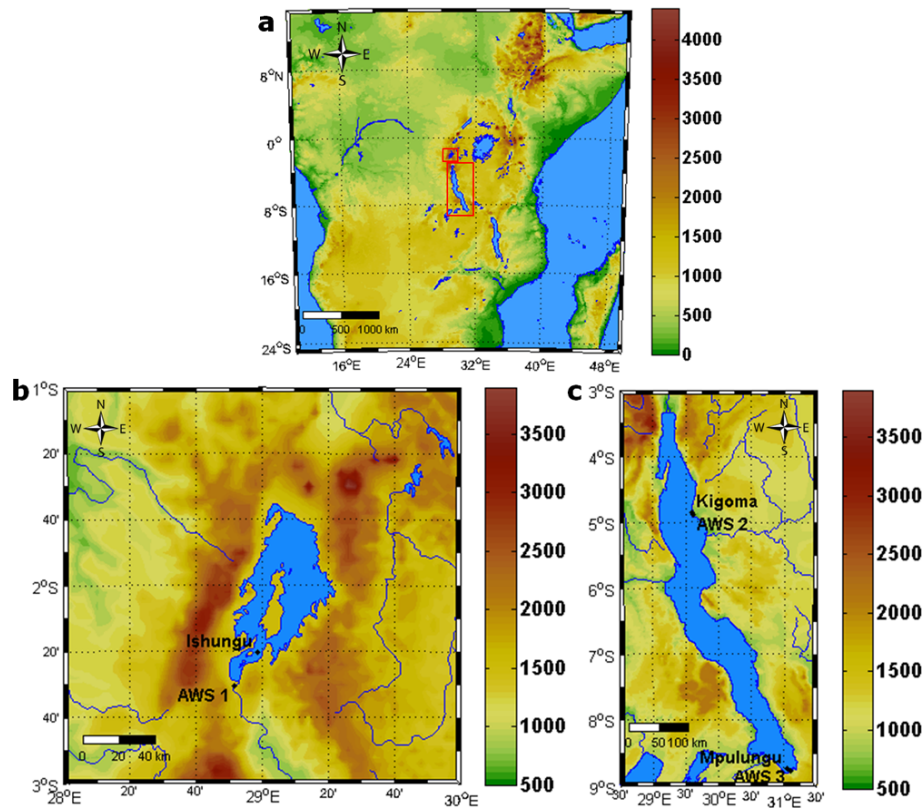 a
N
W E
S
8°N
0°
8°S
16°S
24°S
0 500 1000 km
16°E 24°E 32°E 40°E 48°E
4000
3500
3000
2500
2000
1500
1000
500
0
b
1°S
20'
40'
2°S
20'
40'
3°S
N
W E
S
Ishungu
AWS 1
0 20 40 km
28°E 20' 40' 29°E 20' 40' 30°E
3500
3000
2500
2000
1500
1000
500
c
3°S
4°S
5°S
6°S
7°S
8°S
9°S
N
W E
S
Kigoma
AWS 2
0 50 100 km
Mpulungu
AWS 3
29°E 30' 30°E 30' 31°E 30'
3500
3000
2500
2000
1500
1000
500